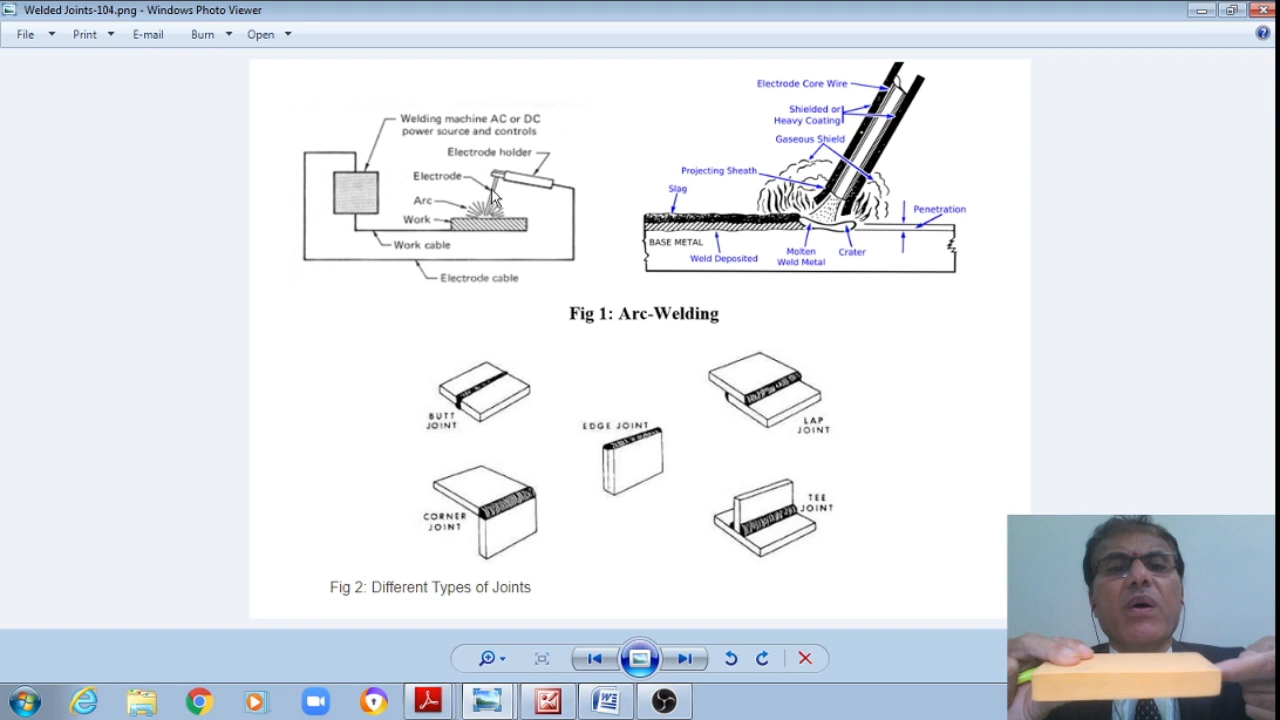 Welded Joints-104.png - Windows Photo Viewer
File Print E-mail Burn Open
Welding machine AC or DC
power source and controls
Electrode holder
Electrode
Arc
Work
Work cable
Electrode cable
Electrode Core Wire
Shielded or
Heavy Coating
Gaseous Shield
Projecting Sheath
Slag
Penetration
BASE METAL
Weld Deposited
Molten
Weld Metal
Crater
Fig 1: Arc-Welding
BUTT
JOINT
EDGE JOINT
LAP
JOINT
CORNER
JOINT
TEE
JOINT
Fig 2: Different Types of Joints